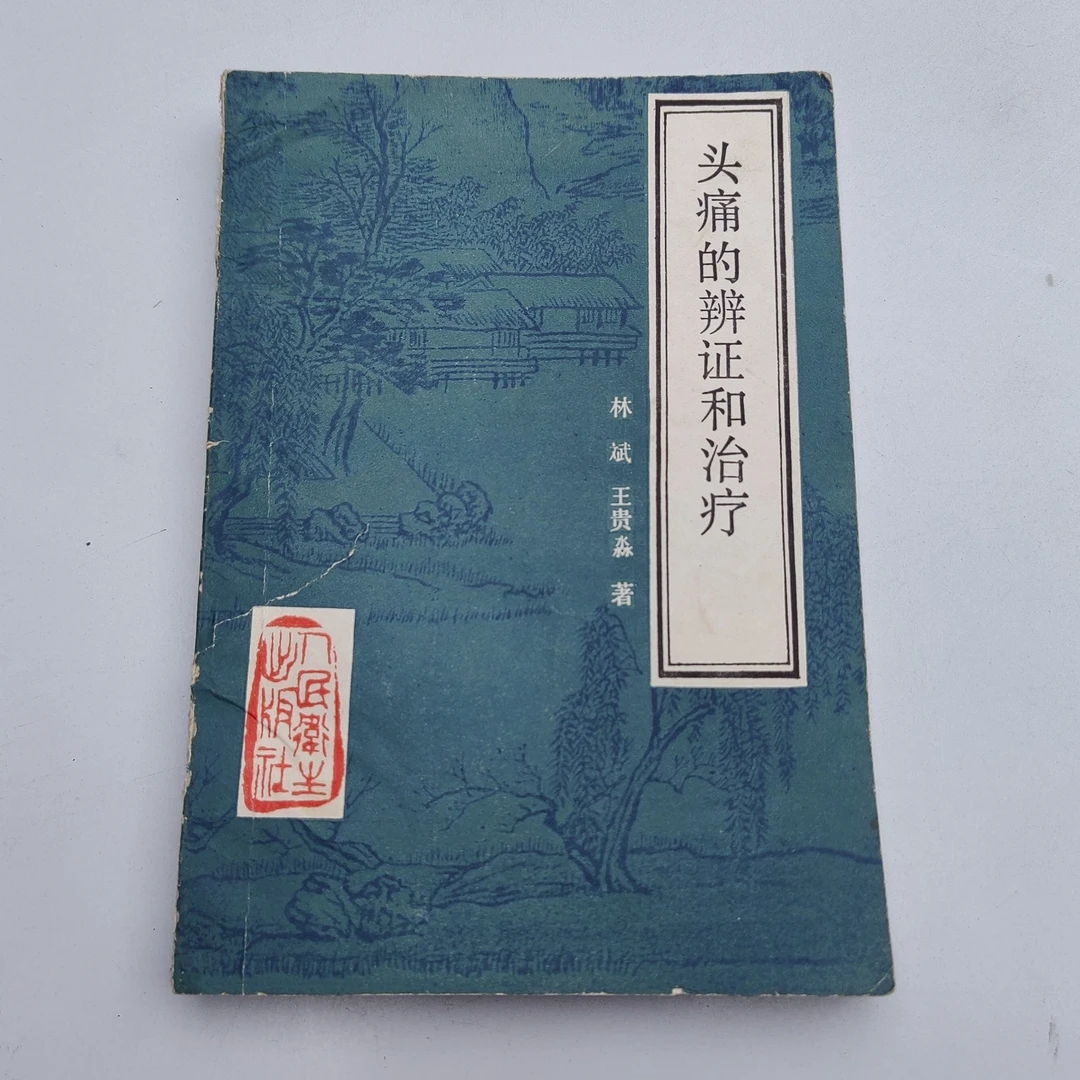 头痛的辨证和治疗
林斌 王贵淼 著
人民卫生
出版社